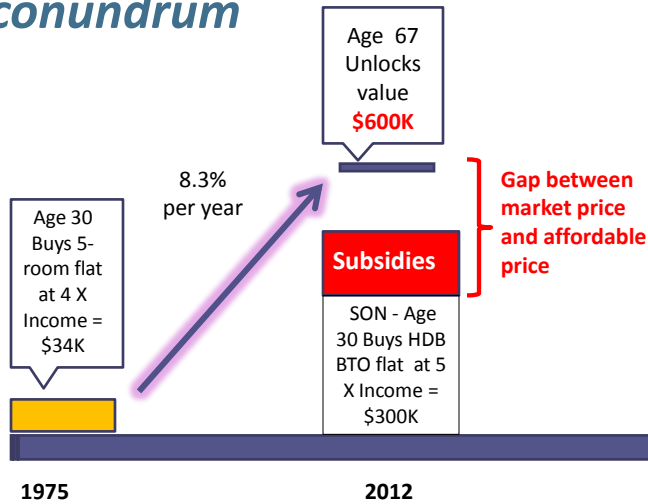 conundrum
Age 67
Unlocks
value
$600K
8.3%
per year
Gap between
market price
and affordable
price
Age 30
Buys 5-
room flat
at 4 X
Income =
$34K
Subsidies
SON - Age
30 Buys HDB
BTO flat at 5
X Income =
$300K
1975
2012